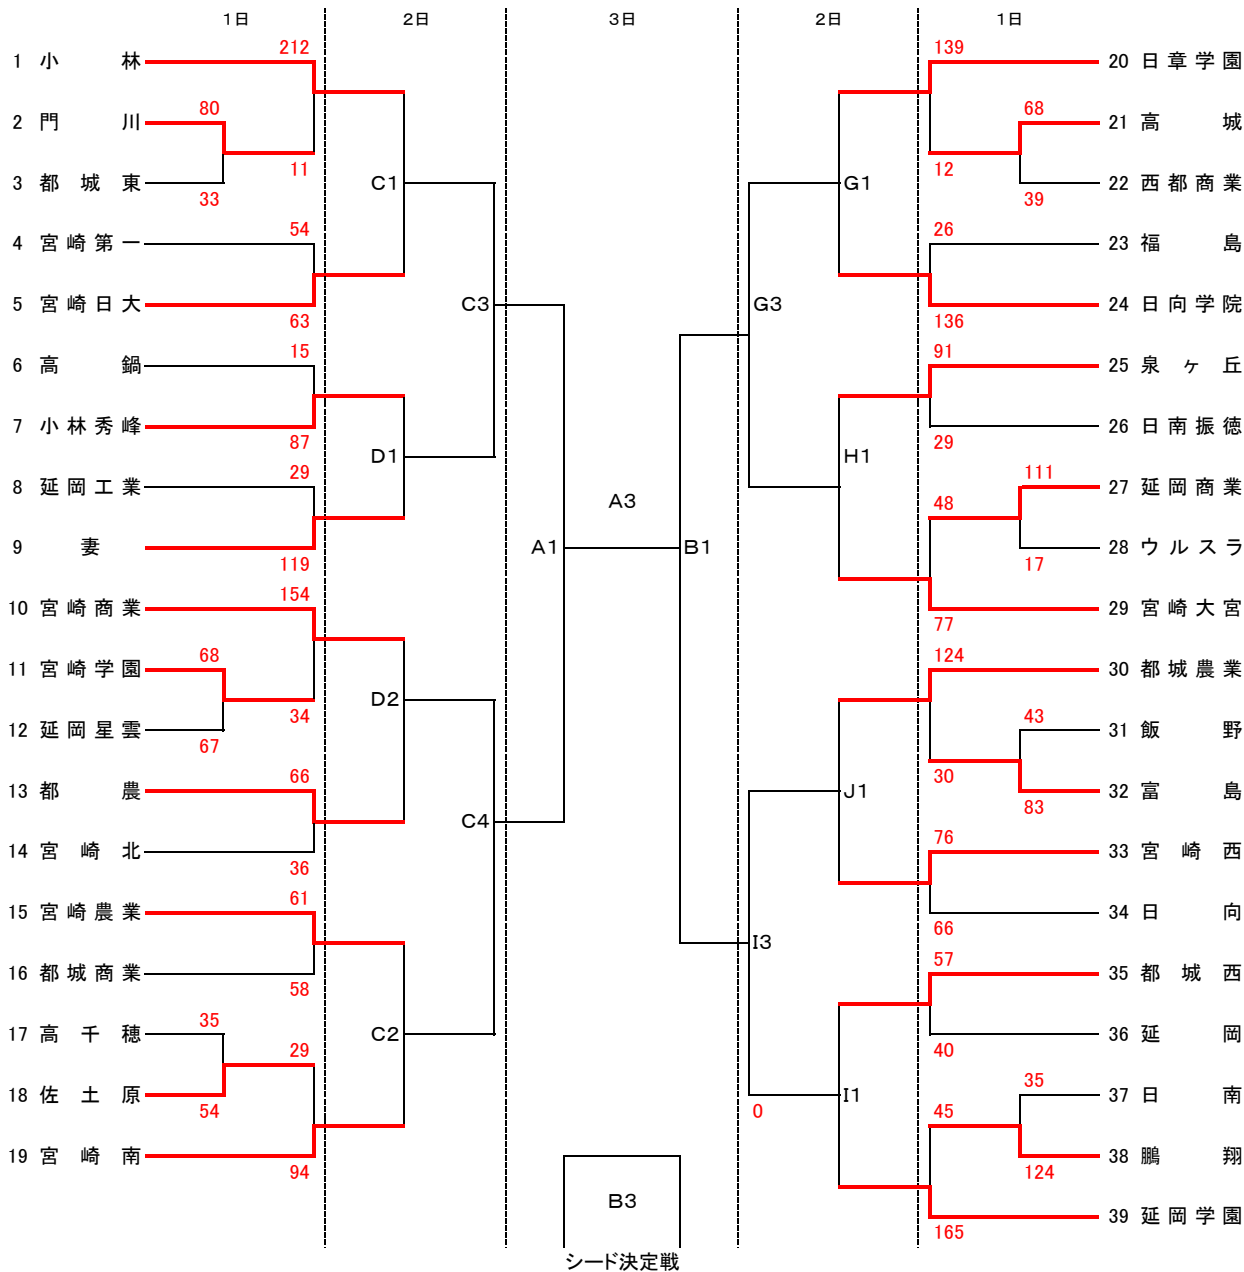 1日 2日 3日 2日 1日
212 139
1 小林 20 日章学園
80 68
2 門川 21 高城
11 12
3 都城東 C1 G1 22 西都商業
33 39
54 26
4 宮崎第一 23 福島
5 宮崎日大 C3 G3 24 日向学院
63 136
15 91
6 高鍋 25 泉ヶ丘
7 小林秀峰 26 日南振徳
87 29
D1 H1
29 111
8 延岡工業 27 延岡商業
A3 48
9 妻 A1 B1 28 ウルスラ
119 17
154
10 宮崎商業 29 宮崎大宮
77
68 124
11 宮崎学園 30 都城農業
D2
34 43
12 延岡星雲 31 飯野
67
66 30
13 都農 J1 32 富島
83
C4
76
14 宮崎北 33 宮崎西
36
61
15 宮崎農業 34 日向
66
I3
57
16 都城商業 35 都城西
58
35
17 高千穂 C2 36 延岡
29 40
35
18 佐土原 I1 37 日南
54 0 45
19 宮崎南 38 鵬翔
94 124
B3
39 延岡学園
165
シード決定戦